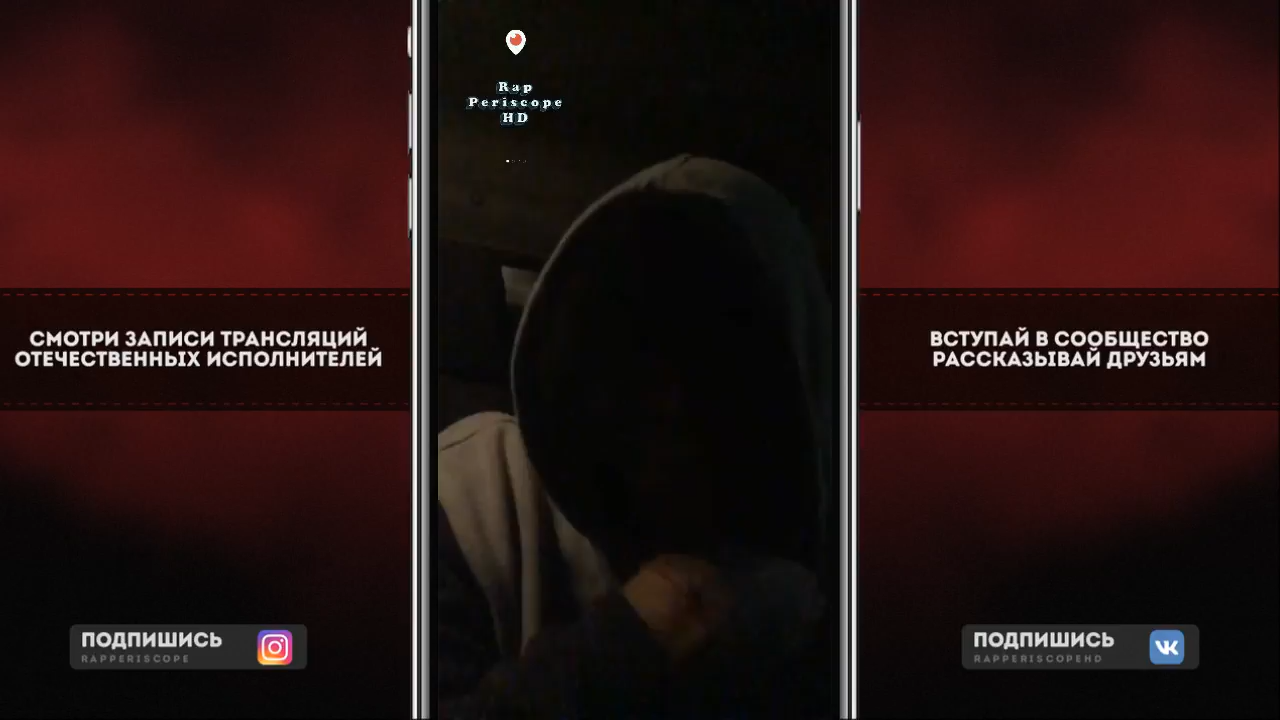 Rap
Periscope
HD
СМОТРИ ЗАПИСИ ТРАНСЛЯЦИЙ
ОТЕЧЕСТВЕННЫХ ИСПОЛНИТЕЛЕЙ
ВСТУПАЙ В СООБЩЕСТВО
РАССКАЗЫВАЙ ДРУЗЬЯМ
ПОДПИШИСЬ
RAPPERISCOPE
ПОДПИШИСЬ
RAPPERISCOPEHD